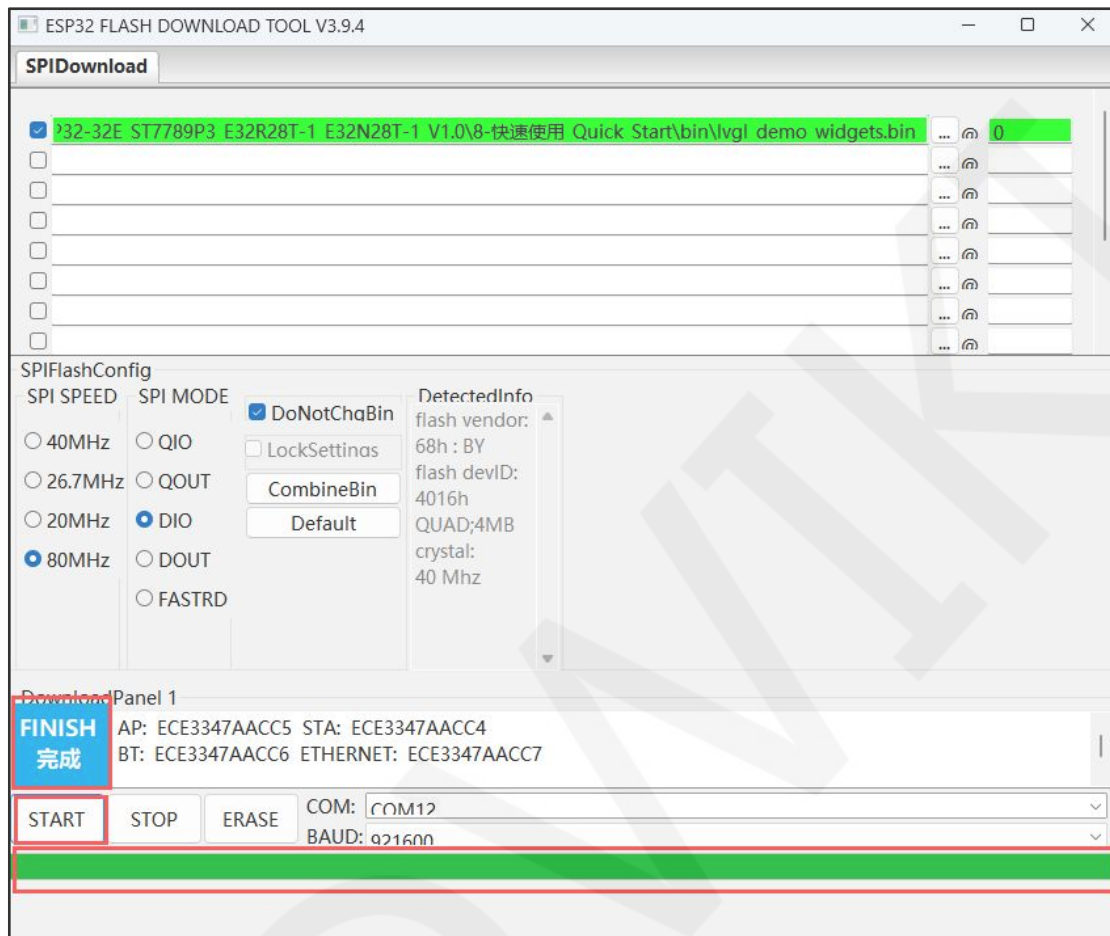 ESP32 FLASH DOWNLOAD TOOL V3.9.4
SPIDownload
?32-32E ST7789P3 E32R28T-1 E32N28T-1 V1.0\8-快速使用 Quick Start\bin\lvgl demo widgets.bin ... @ 0
... @
... @
... @
... @
... @
... @
... @
SPIFlashConfig
SPI SPEED SPI MODE DetectedInfo
DoNotChgBin flash vendor:
40MHz QIO LockSettings 68h : BY
26.7MHz QOUT CombineBin flash devID:
4016h
20MHz DIO Default QUAD;4MB
80MHz DOUT crystal:
40 Mhz
FASTRD
DownloadPanel 1
FINISH AP: ECE3347AACC5 STA: ECE3347AACC4
完成 BT: ECE3347AACC6 ETHERNET: ECE3347AACC7
START STOP ERASE COM: COM12
BAUD: 921600